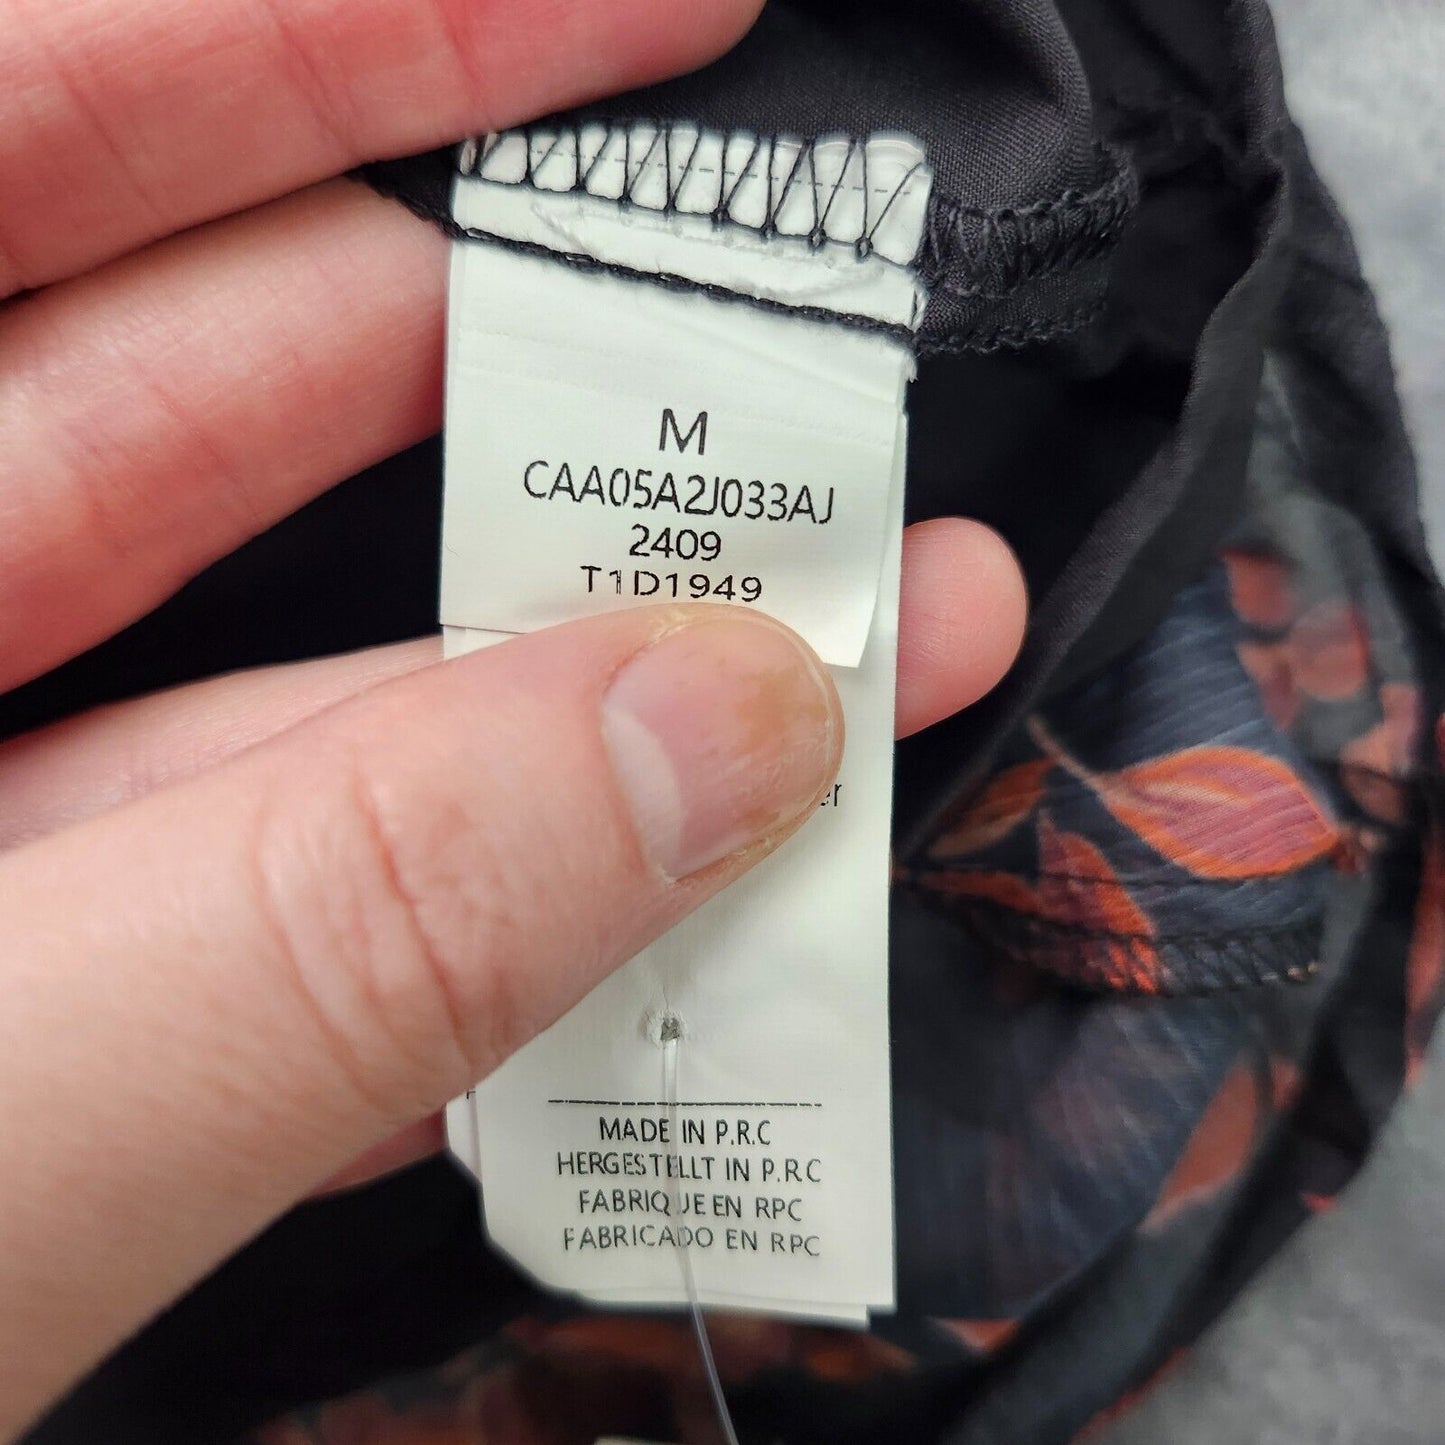 M
CAA05A2J033AJ
2409
T1D1949
MADE IN P.R.C
HERGESTELLT IN P.R.C
FABRIQUE EN RPC
FABRICADO EN RPC